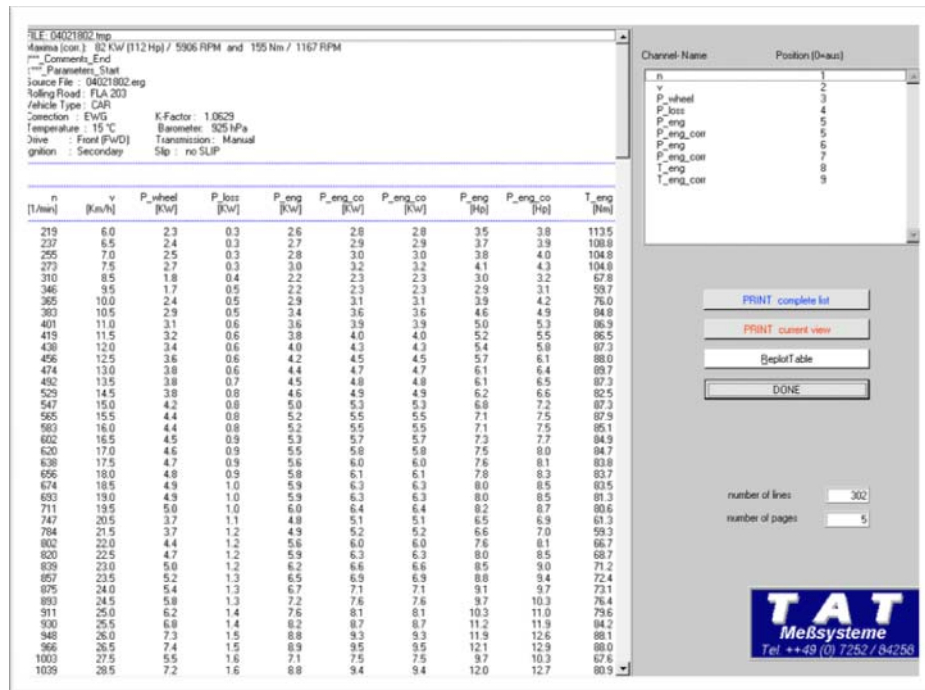 FILE: 04021802.tmp
Maxima (corr.): 82 KW (112 Hp) / 5906 RPM and 155 Nm / 1167 RPM
***_Comments_End
***_Parameters_Start
Source File : 04021802.erg
Rolling Road : FLA 203
Vehicle Type : CAR
Correction : EWG K-Factor : 1.0629
Temperature : 15 °C Barometer: 925 hPa
Drive : Front (FWD) Transmission : Manual
Ignition : Secondary Slip : no SLIP
n v P_wheel P_loss P_eng P_eng_co P_eng_co P_eng P_eng_co T_eng
[1/min] [Km/h] [KW] [KW] [KW] [KW] [KW] [Hp] [Hp] [Nm]
219 6.0 2.3 0.3 2.6 2.8 2.8 3.5 3.8 113.5
237 6.5 2.4 0.3 2.7 2.9 2.9 3.7 3.9 108.8
255 7.0 2.5 0.3 2.8 3.0 3.0 3.8 4.0 104.8
273 7.5 2.7 0.3 3.0 3.2 3.2 4.1 4.3 104.0
310 8.5 1.8 0.4 2.2 2.3 2.3 3.0 3.2 67.8
346 9.5 1.7 0.5 2.2 2.3 2.3 2.9 3.1 59.7
365 10.0 2.4 0.5 2.9 3.1 3.1 3.9 4.2 76.0
383 10.5 2.9 0.5 3.4 3.6 3.6 4.6 4.9 84.8
401 11.0 3.1 0.6 3.6 3.9 3.9 5.0 5.3 86.9
419 11.5 3.2 0.6 3.8 4.0 4.0 5.2 5.5 86.5
438 12.0 3.4 0.6 4.0 4.3 4.3 5.4 5.8 87.3
456 12.5 3.6 0.6 4.2 4.5 4.5 5.7 6.1 88.0
474 13.0 3.8 0.6 4.4 4.7 4.7 6.1 6.4 89.7
492 13.5 3.8 0.7 4.5 4.8 4.8 6.1 6.5 87.3
529 14.5 3.8 0.8 4.6 4.9 4.9 6.2 6.6 82.5
547 15.0 4.2 0.8 5.0 5.3 5.3 6.8 7.2 87.3
565 15.5 4.4 0.8 5.2 5.5 5.5 7.1 7.5 87.9
583 16.0 4.4 0.8 5.2 5.5 5.5 7.1 7.5 85.1
602 16.5 4.5 0.9 5.3 5.7 5.7 7.3 7.7 84.9
620 17.0 4.6 0.9 5.5 5.8 5.8 7.5 8.0 84.7
638 17.5 4.7 0.9 5.6 6.0 6.0 7.6 8.1 83.8
656 18.0 4.8 0.9 5.8 6.1 6.1 7.8 8.3 83.7
674 18.5 4.9 1.0 5.9 6.3 6.3 8.0 8.5 83.5
693 19.0 4.9 1.0 5.9 6.3 6.3 8.0 8.5 81.3
711 19.5 5.0 1.0 6.0 6.4 6.4 8.2 8.7 80.6
747 20.5 3.7 1.1 4.8 5.1 5.1 6.5 6.9 61.3
784 21.5 3.7 1.2 4.9 5.2 5.2 6.6 7.0 59.3
802 22.0 4.4 1.2 5.6 6.0 6.0 7.6 8.1 66.7
820 22.5 4.7 1.2 5.9 6.3 6.3 8.0 8.5 68.7
839 23.0 5.0 1.2 6.2 6.6 6.6 8.5 9.0 71.2
857 23.5 5.2 1.3 6.5 6.9 6.9 8.8 9.4 72.4
875 24.0 5.4 1.3 6.7 7.1 7.1 9.1 9.7 73.1
893 24.5 5.8 1.3 7.2 7.6 7.6 9.7 10.3 76.4
911 25.0 6.2 1.4 7.6 8.1 8.1 10.3 11.0 79.6
930 25.5 6.8 1.4 8.2 8.7 8.7 11.2 11.9 84.2
948 26.0 7.3 1.5 8.8 9.3 9.3 11.9 12.6 88.1
966 26.5 7.4 1.5 8.9 9.5 9.5 12.1 12.9 88.0
1003 27.5 5.5 1.6 7.1 7.5 7.5 9.7 10.3 67.6
1039 28.5 7.2 1.6 8.8 9.4 9.4 12.0 12.7 80.9
Channel-Name Position (0=aus)
n 1
v 2
P_wheel 3
P_loss 4
P_eng 5
P_eng_corr 5
P_eng 6
P_eng_corr 7
T_eng 8
T_eng_corr 9
PRINT complete list
PRINT current view
ReplotTable
DONE
number of lines 302
number of pages 5
TAT
Meßsysteme
Tel. ++49 (0) 7252 / 84258